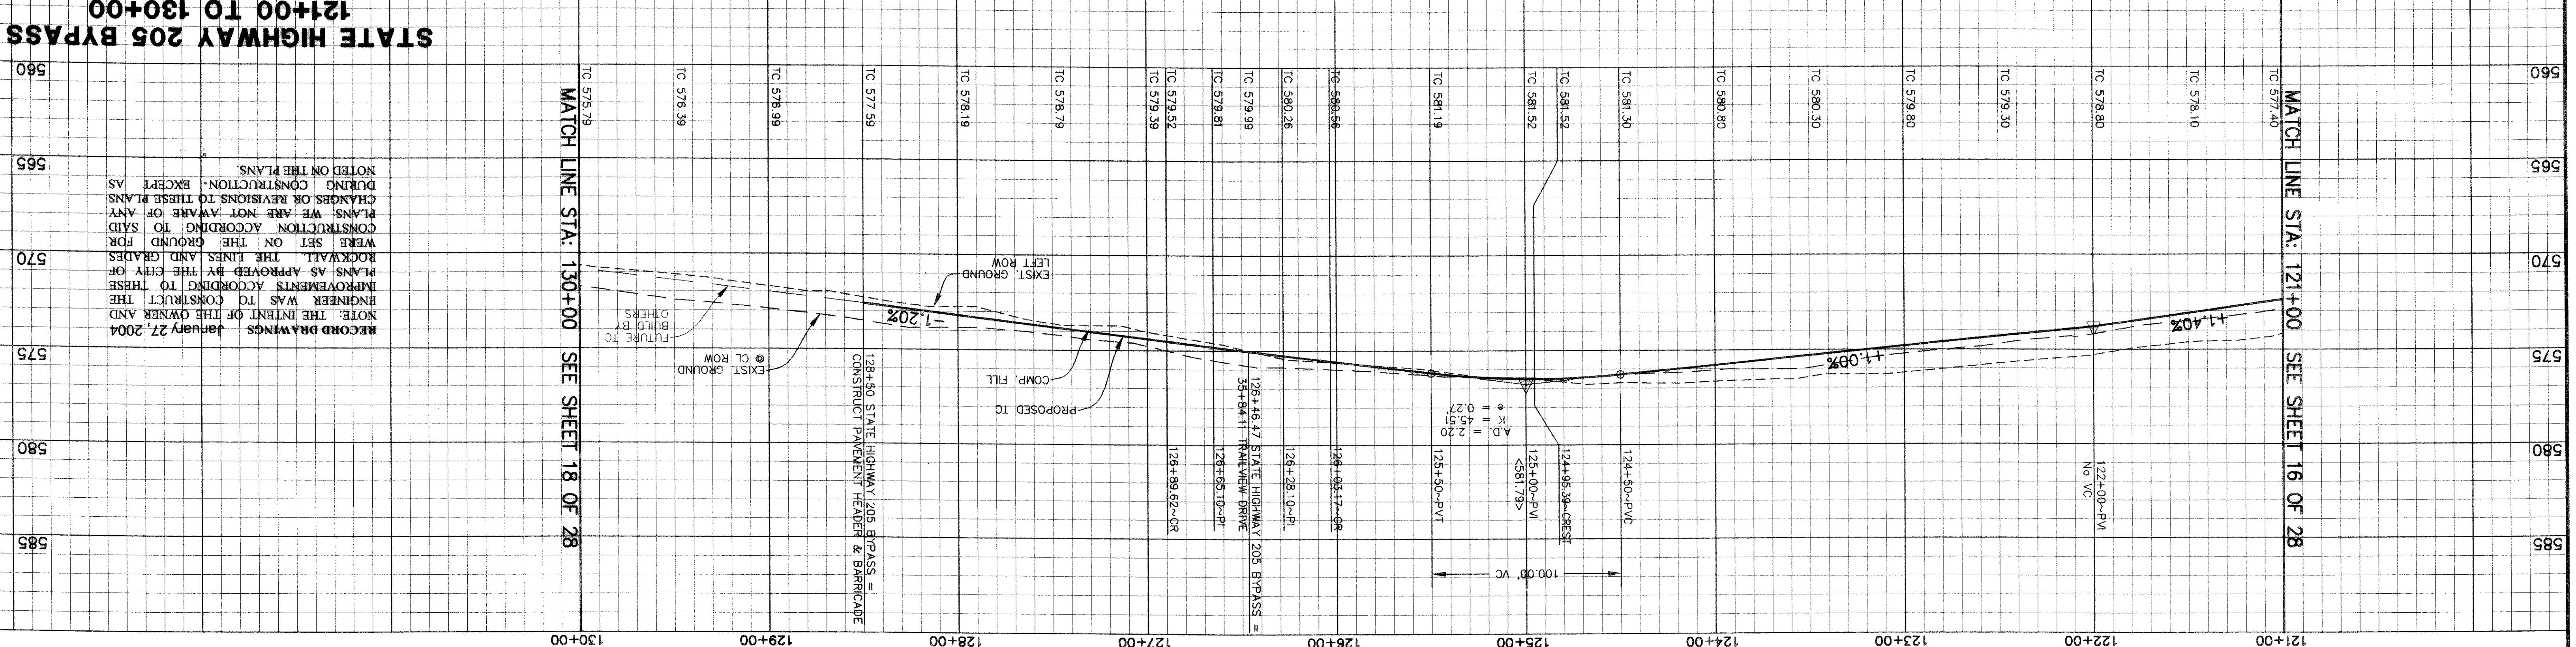 121+00
122+00
123+00
124+00
125+00
126+00
127+00
128+00
129+00
130+00
585
585
580
580
575
575
570
570
565
565
560
560
MATCH LINE STA: 121+00 SEE SHEET 16 OF 28
122+00~PVI
No VC
100.00' VC
124+50~PVC
124+95.39~CREST
125+00~PVI
<581.79>
125+50~PVT
A.D. = 2.20
K = 45.51
e = 0.27'
126+03.17~CR
126+28.10~PI
126+46.47 STATE HIGHWAY 205 BYPASS =
35+84.11 TRAILVIEW DRIVE
126+65.10~PI
126+89.62~CR
128+50 STATE HIGHWAY 205 BYPASS =
CONSTRUCT PAVEMENT HEADER & BARRICADE
MATCH LINE STA: 130+00 SEE SHEET 18 OF 28
+1.40%
+1.00%
-1.20%
PROPOSED TC
COMP. FILL
EXIST. GROUND
@ CL ROW
FUTURE TC
BUILD BY
OTHERS
EXIST. GROUND
LEFT ROW
TC 577.40
TC 578.10
TC 578.80
TC 579.30
TC 579.80
TC 580.30
TC 580.80
TC 581.30
TC 581.52
TC 581.52
TC 581.19
TC 580.56
TC 580.26
TC 579.99
TC 579.81
TC 579.52
TC 579.39
TC 578.79
TC 578.19
TC 577.59
TC 576.99
TC 576.39
TC 575.79
RECORD DRAWINGS January 27, 2004
NOTE: THE INTENT OF THE OWNER AND
ENGINEER WAS TO CONSTRUCT THE
IMPROVEMENTS ACCORDING TO THESE
PLANS AS APPROVED BY THE CITY OF
ROCKWALL. THE LINES AND GRADES
WERE SET ON THE GROUND FOR
CONSTRUCTION ACCORDING TO SAID
PLANS. WE ARE NOT AWARE OF ANY
CHANGES OR REVISIONS TO THESE PLANS
DURING CONSTRUCTION. EXCEPT AS
NOTED ON THE PLANS.
STATE HIGHWAY 205 BYPASS
121+00 TO 130+00